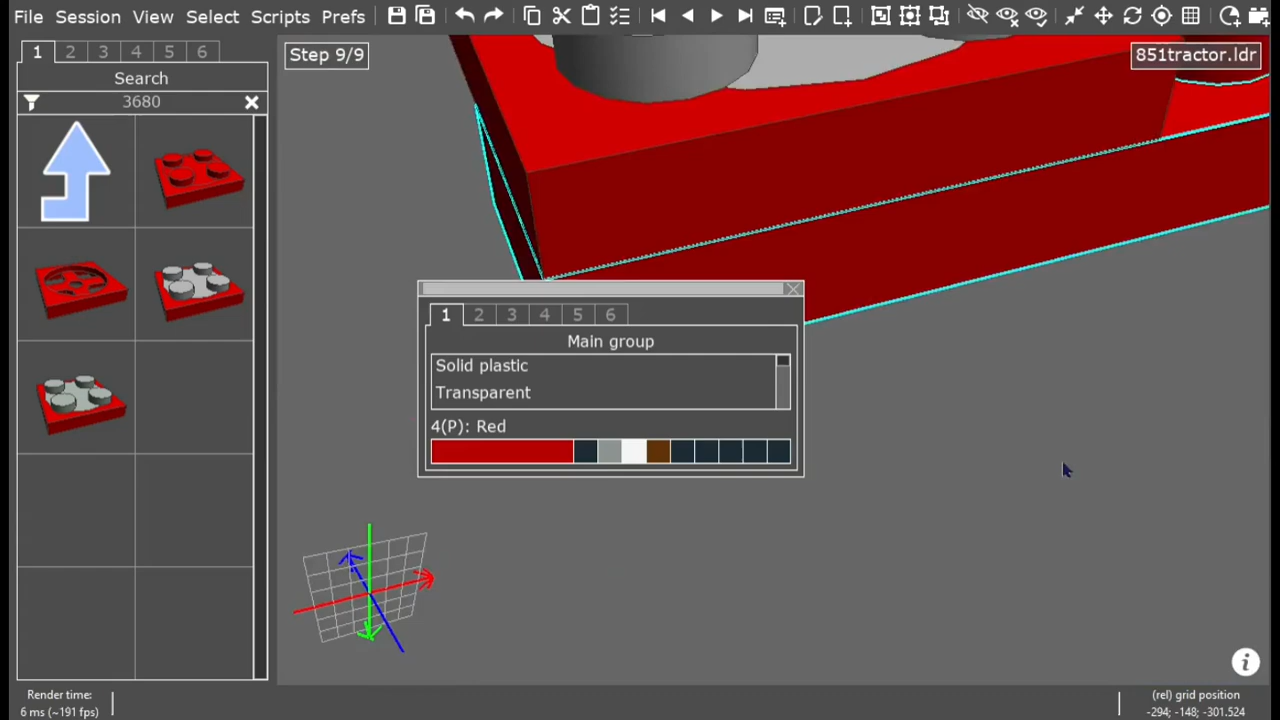 File Session View Select Scripts Prefs
1 2 3 4 5 6
Search
3680
Step 9/9
851tractor.ldr
1 2 3 4 5 6
Main group
Solid plastic
Transparent
4(P): Red
Render time:
6 ms (~191 fps)
(rel) grid position
-294; -148; -301.524